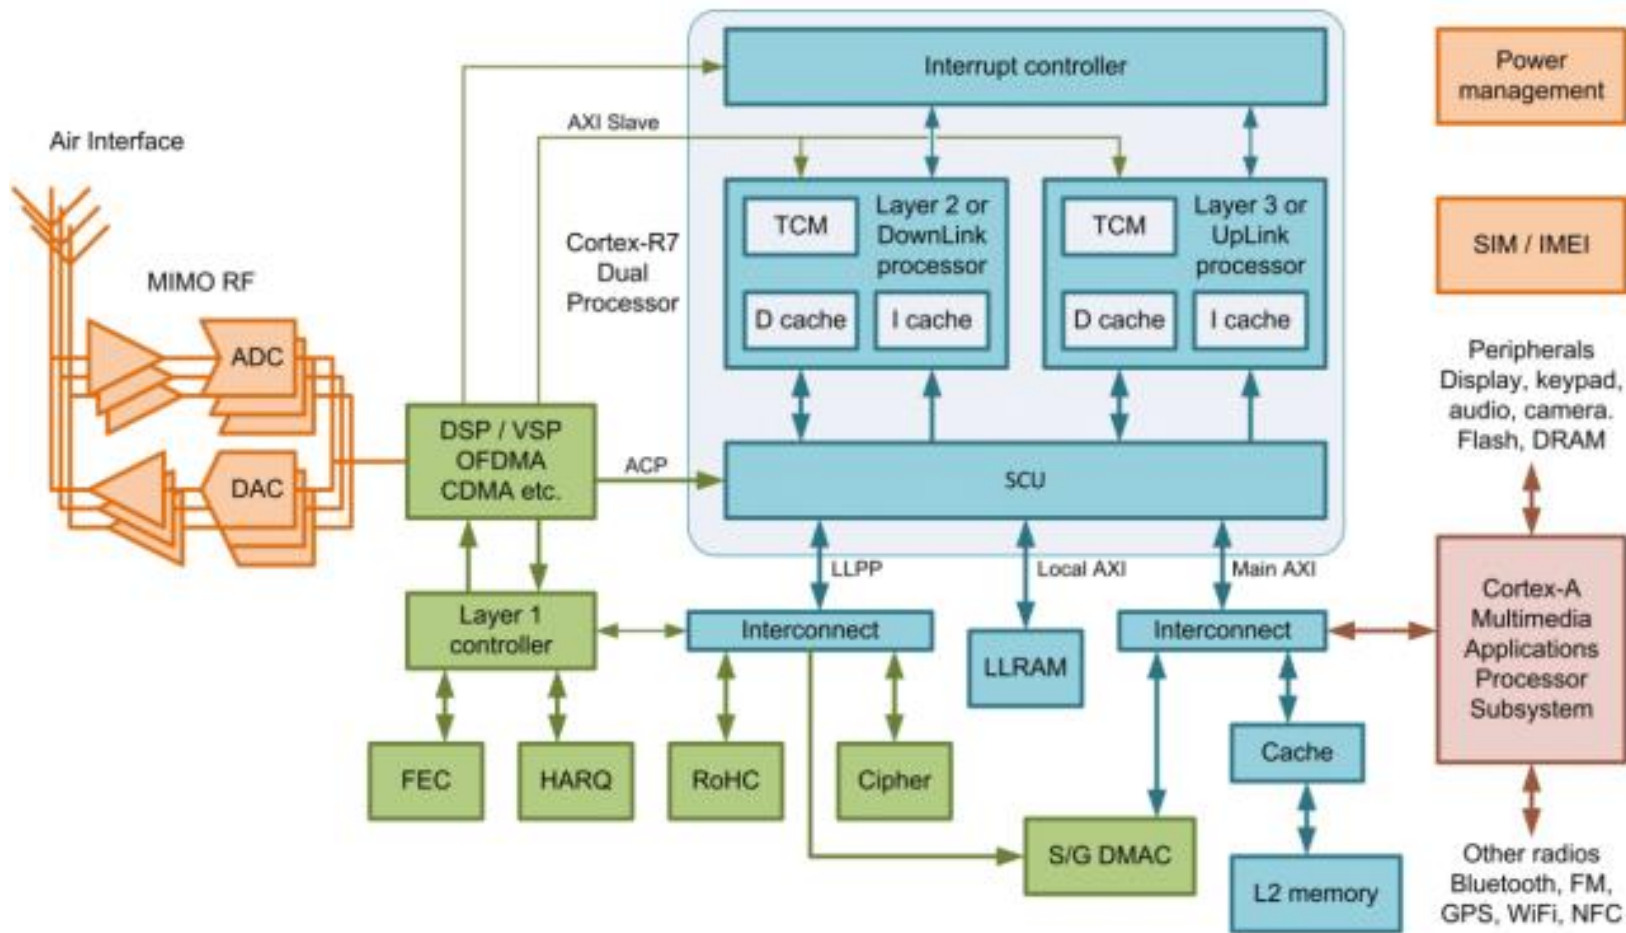 Interrupt controller
Power
management
Air Interface
AXI Slave
TCM
Layer 2 or
DownLink
processor
D cache
I cache
TCM
Layer 3 or
UpLink
processor
D cache
I cache
Cortex-R7
Dual
Processor
SIM / IMEI
MIMO RF
ADC
DAC
DSP / VSP
OFDMA
CDMA etc.
ACP
SCU
Peripherals
Display, keypad,
audio, camera.
Flash, DRAM
LLPP
Local AXI
Main AXI
Layer 1
controller
Interconnect
LLRAM
Interconnect
Cortex-A
Multimedia
Applications
Processor
Subsystem
FEC
HARQ
RoHC
Cipher
Cache
S/G DMAC
L2 memory
Other radios
Bluetooth, FM,
GPS, WiFi, NFC